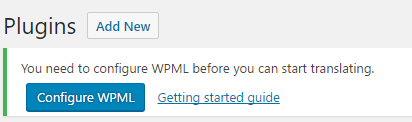 Plugins Add New
You need to configure WPML before you can start translating.
Configure WPML Getting started guide